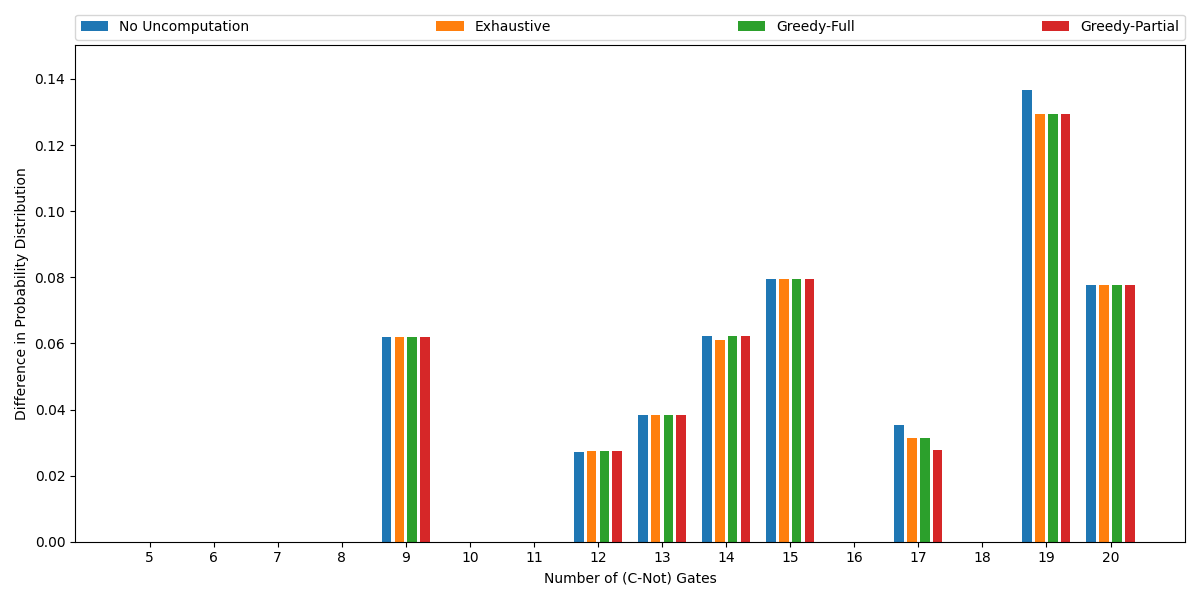 No Uncomputation Exhaustive Greedy-Full Greedy-Partial
Difference in Probability Distribution
0.14
0.12
0.10
0.08
0.06
0.04
0.02
0.00
5 6 7 8 9 10 11 12 13 14 15 16 17 18 19 20
Number of (C-Not) Gates